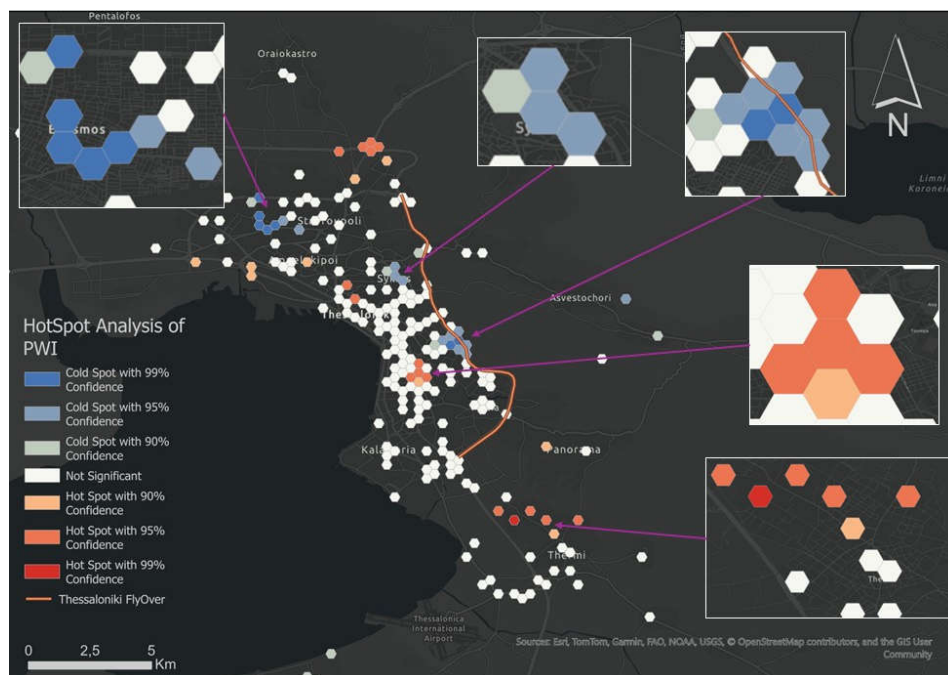 Pentalofos
Oraiokastro
N
Limni
Asvestochori
HotSpot Analysis of
PWI
Cold Spot with 99%
Confidence
Cold Spot with 95%
Confidence
Cold Spot with 90%
Confidence
Not Significant
Hot Spot with 90%
Confidence
Hot Spot with 95%
Confidence
Hot Spot with 99%
Confidence
Thessaloniki FlyOver
Thermi
Thessalonica
International
Airport
0
2,5
5
Km
Sources: Esri, TomTom, Garmin, FAO, NOAA, USGS, © OpenStreetMap contributors, and the GIS User
Community